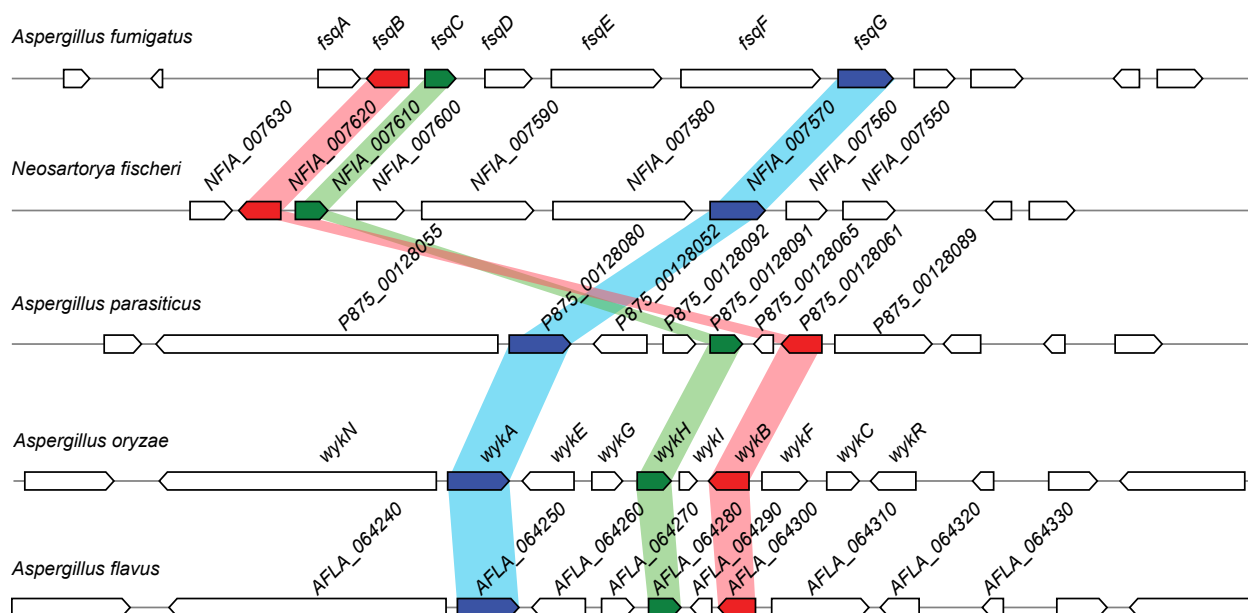 Aspergillus fumigatus
fsqA fsqB fsqC fsqD fsqE fsqF fsqG
Neosartorya fischeri
NFIA_007630 NFIA_007620 NFIA_007610 NFIA_007600 NFIA_007590 NFIA_007580 NFIA_007570 NFIA_007560 NFIA_007550
Aspergillus parasiticus
P875_00128055 P875_00128080 P875_00128052 P875_00128092 P875_00128091 P875_00128065 P875_00128061 P875_00128089
Aspergillus oryzae
wykN wykA wykE wykG wykH wykI wykB wykF wykC wykR
Aspergillus flavus
AFLA_064240 AFLA_064250 AFLA_064260 AFLA_064270 AFLA_064280 AFLA_064290 AFLA_064300 AFLA_064310 AFLA_064320 AFLA_064330